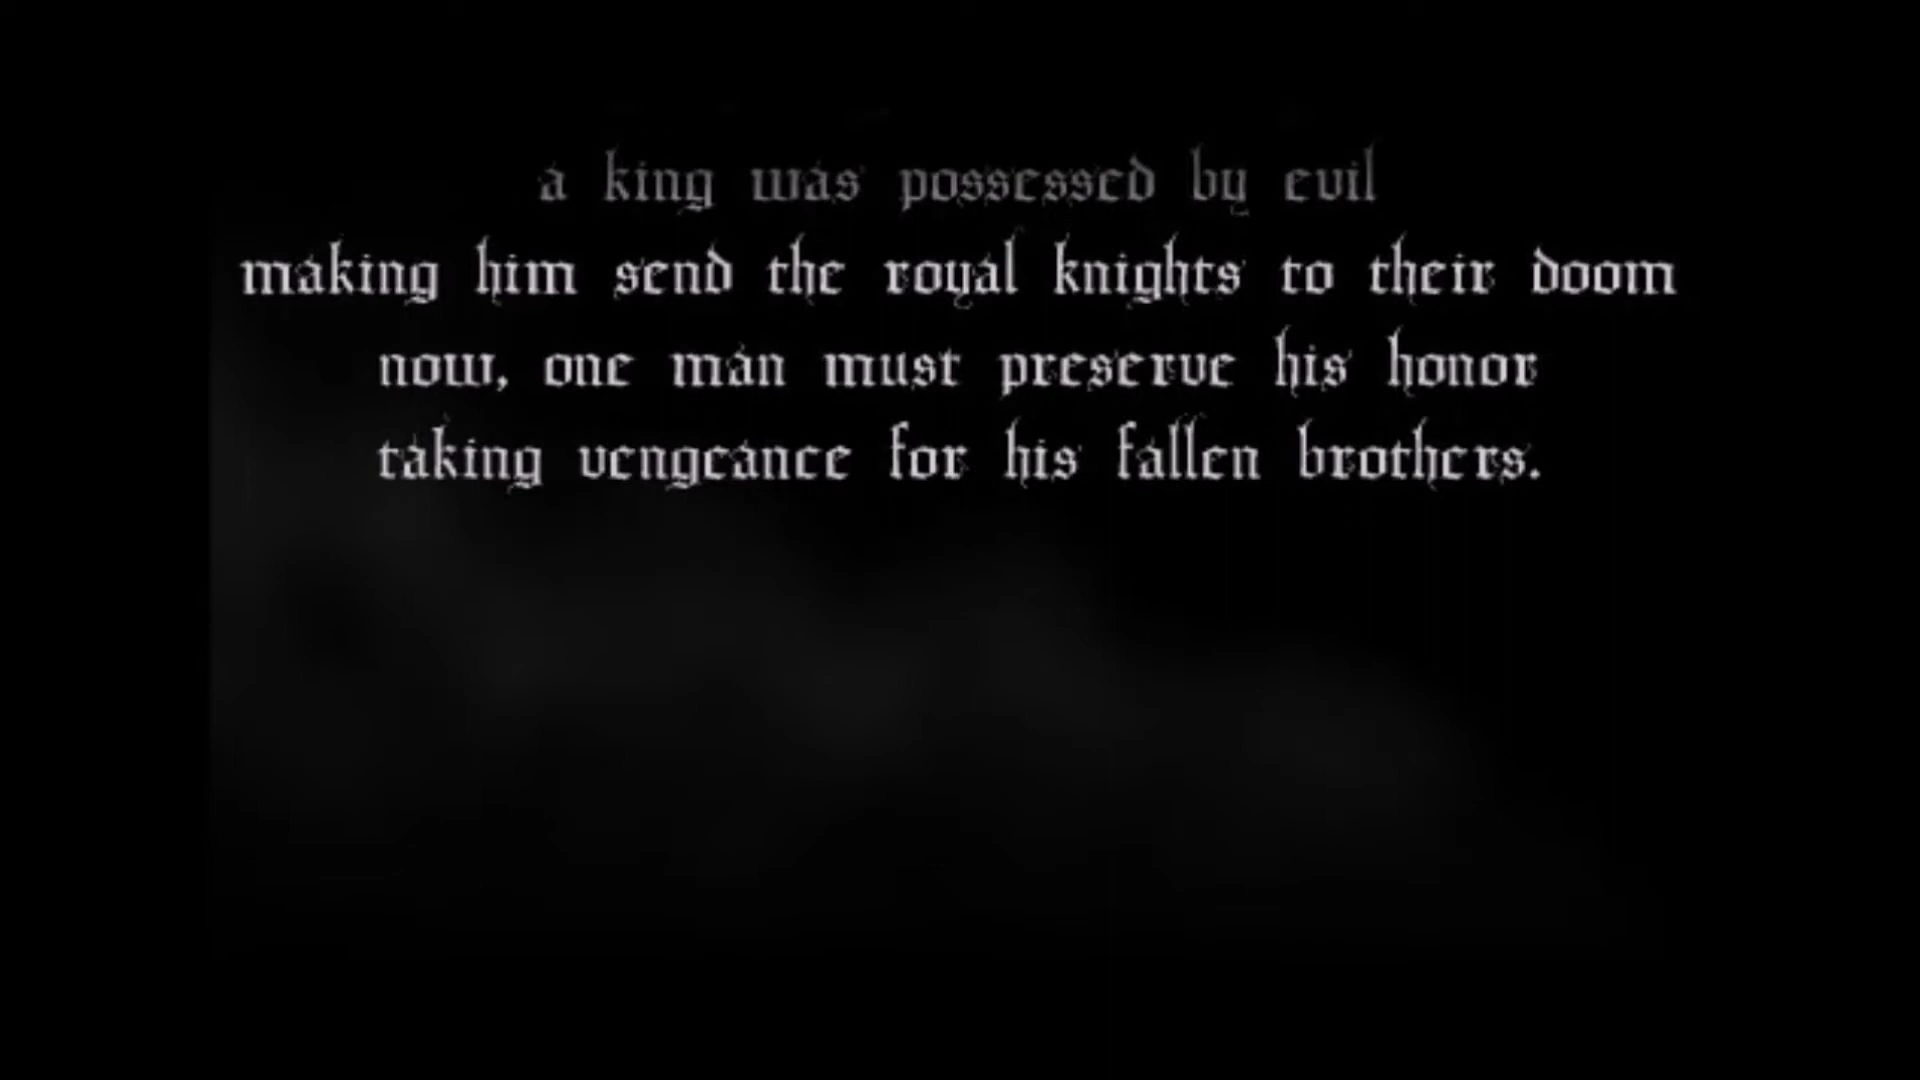 a king was possessed by evil
making him send the royal knights to their doom
now, one man must preserve his honor
taking vengeance for his fallen brothers.